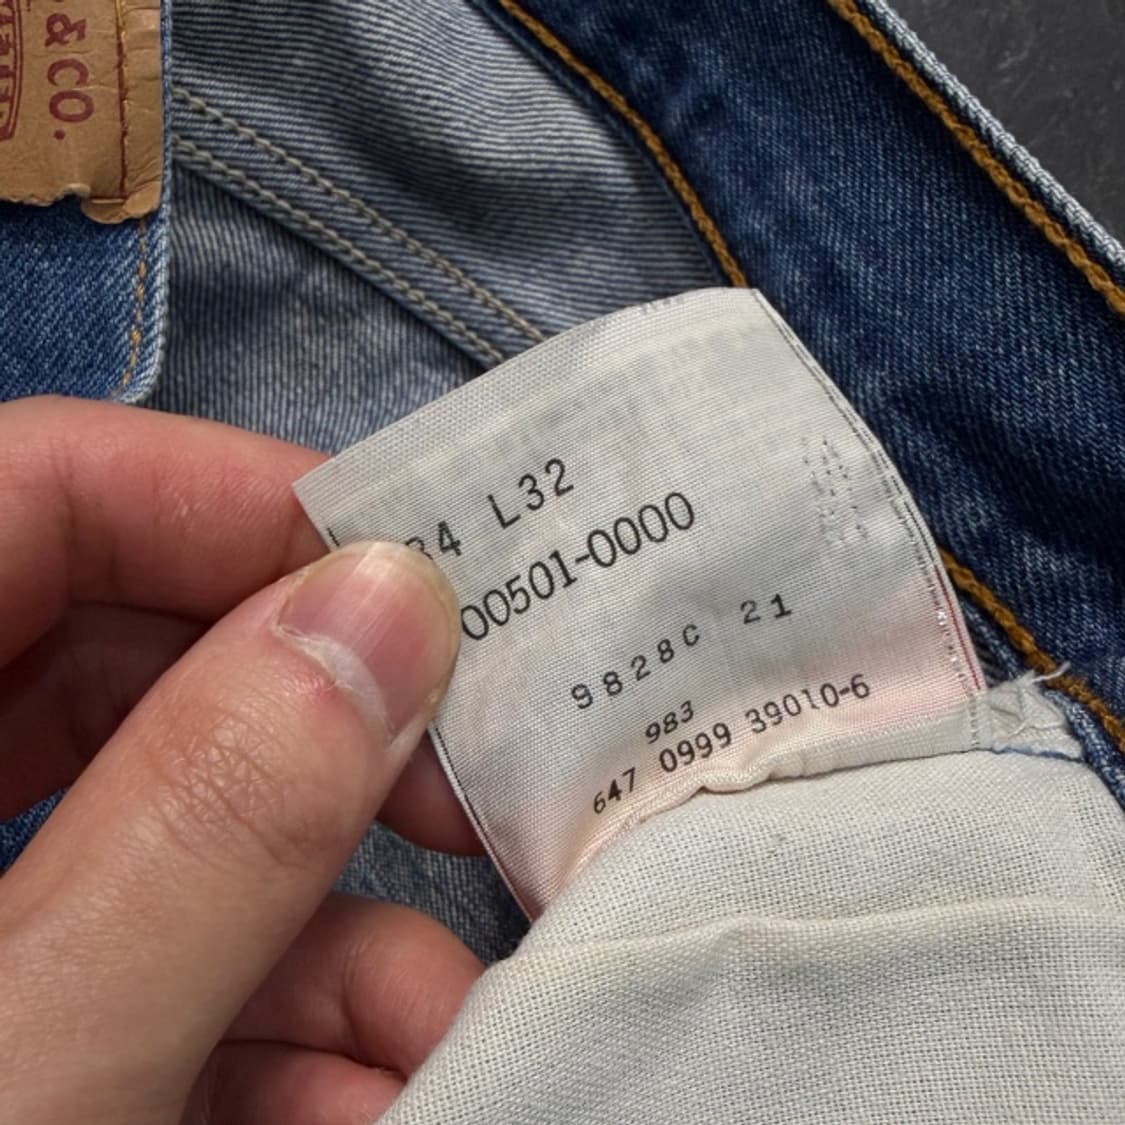 & CO.
34 L32
00501-0000
9828C 21
983
647 0999 39010-6